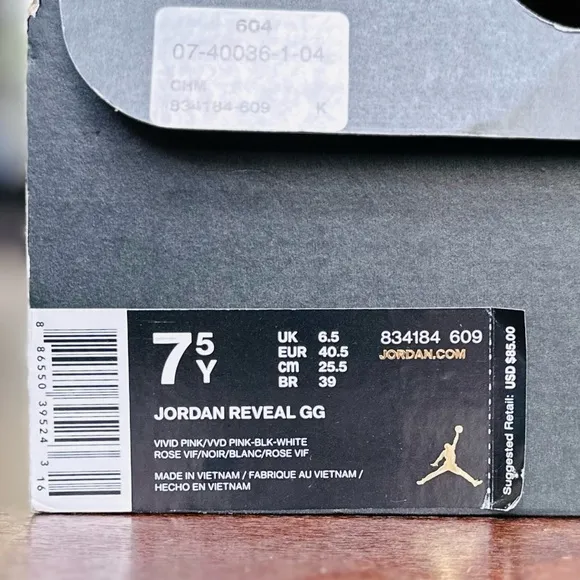 604
07-40036-1-04
CHM
834184-609 K
7 5 Y
UK 6.5
EUR 40.5
cm 25.5
BR 39
834184 609
JORDAN.COM
JORDAN REVEAL GG
VIVID PINK/VVD PINK-BLK-WHITE
ROSE VIF/NOIR/BLANC/ROSE VIF
MADE IN VIETNAM / FABRIQUE AU VIETNAM /
HECHO EN VIETNAM
Suggested Retail: USD $85.00
8 86550 39524 3 16